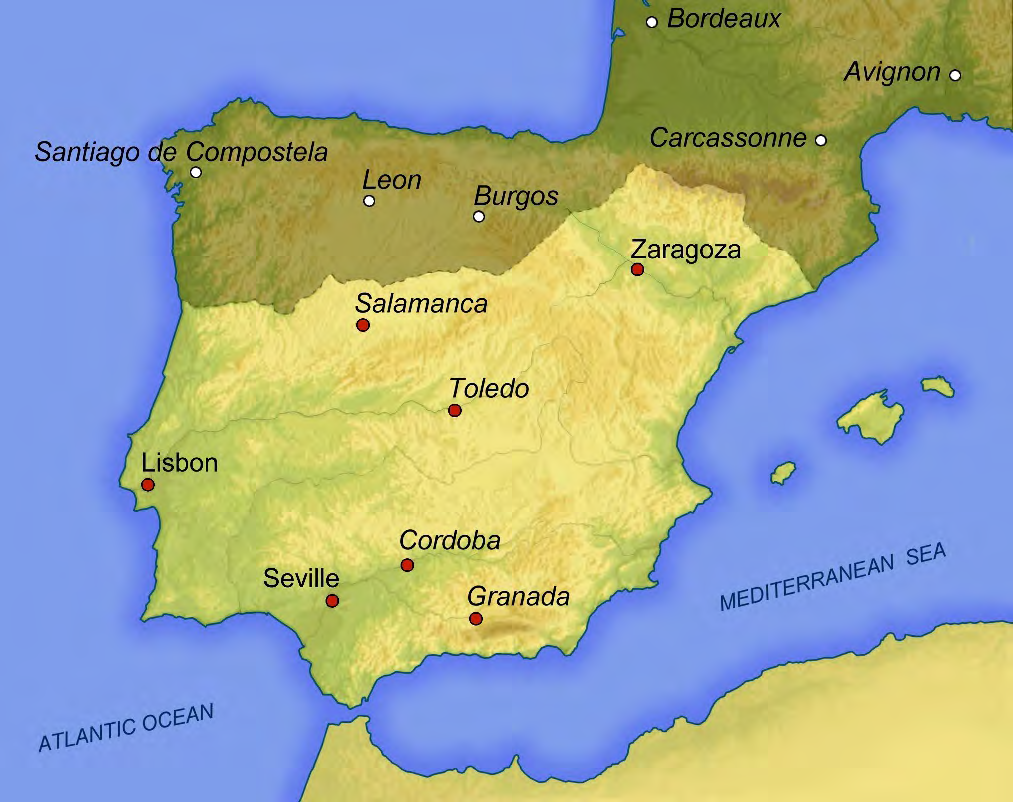 Bordeaux
Avignon
Carcassonne
Santiago de Compostela
Leon
Burgos
Zaragoza
Salamanca
Toledo
Lisbon
Cordoba
Seville
Granada
MEDITERRANEAN SEA
ATLANTIC OCEAN